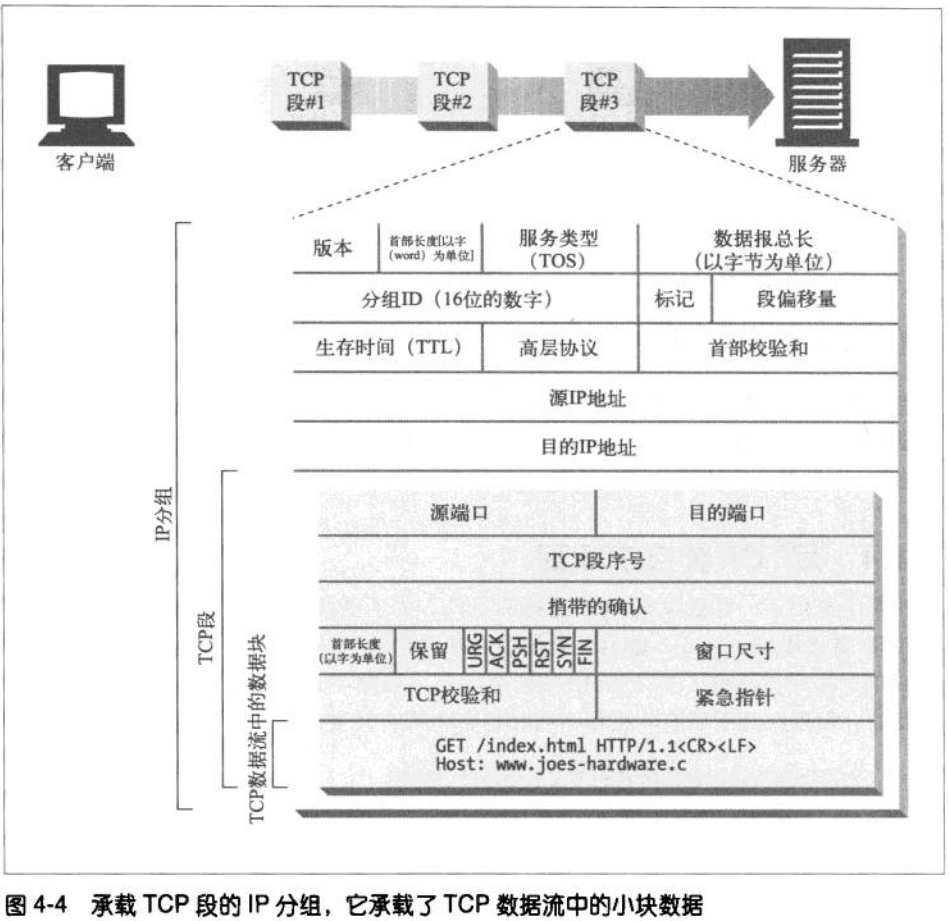 TCP
段#1
TCP
段#2
TCP
段#3
客户端
服务器
版本
首部长度[以字
(word) 为单位]
服务类型
(TOS)
数据报总长
(以字节为单位)
分组ID (16位的数字)
标记
段偏移量
生存时间 (TTL)
高层协议
首部校验和
源IP地址
目的IP地址
IP分组
TCP段
TCP数据流中的数据块
源端口
目的端口
TCP段序号
捎带的确认
首部长度
(以字为单位)
保留
URG
ACK
PSH
RST
SYN
FIN
窗口尺寸
TCP校验和
紧急指针
GET /index.html HTTP/1.1<CR><LF>
Host: www.joes-hardware.c
图 4-4 承载 TCP 段的 IP 分组，它承载了 TCP 数据流中的小块数据